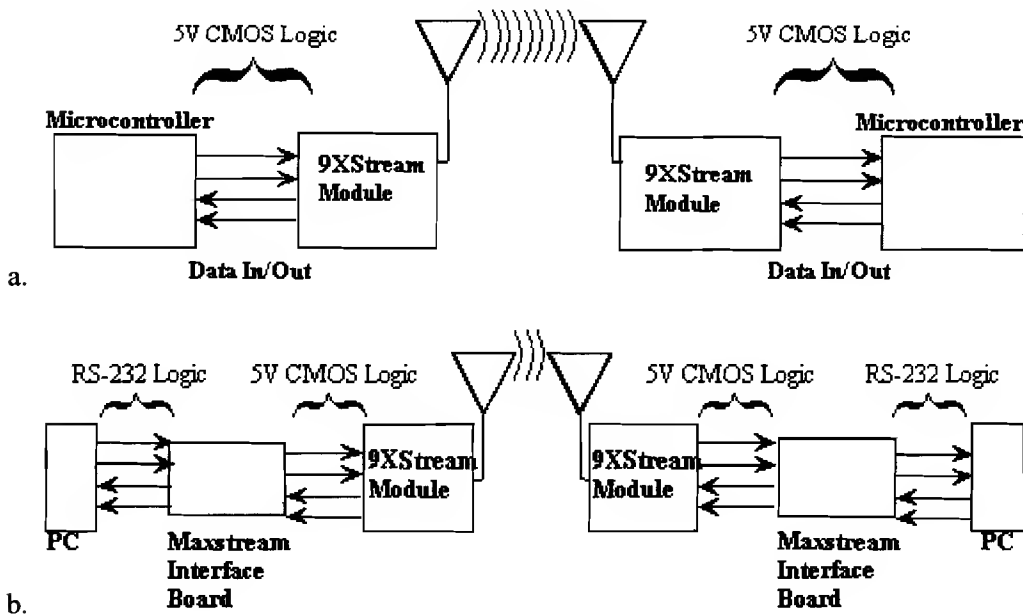 5V CMOS Logic
5V CMOS Logic
Microcontroller
Microcontroller
9XStream
Module
9XStream
Module
Data In/Out
Data In/Out
a.
RS-232 Logic
5V CMOS Logic
5V CMOS Logic
RS-232 Logic
9XStream
Module
9XStream
Module
PC
Maxstream
Interface
Board
Maxstream
Interface
Board
PC
b.